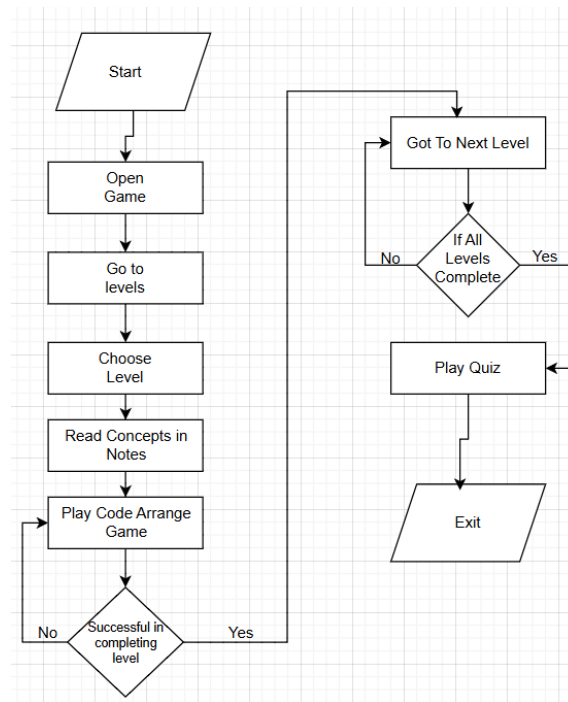 Start
Open
Game
Go to
levels
Choose
Level
Read Concepts in
Notes
Play Code Arrange
Game
No
Successful in
completing
level
Yes
Got To Next Level
No
If All
Levels
Complete
Yes
Play Quiz
Exit